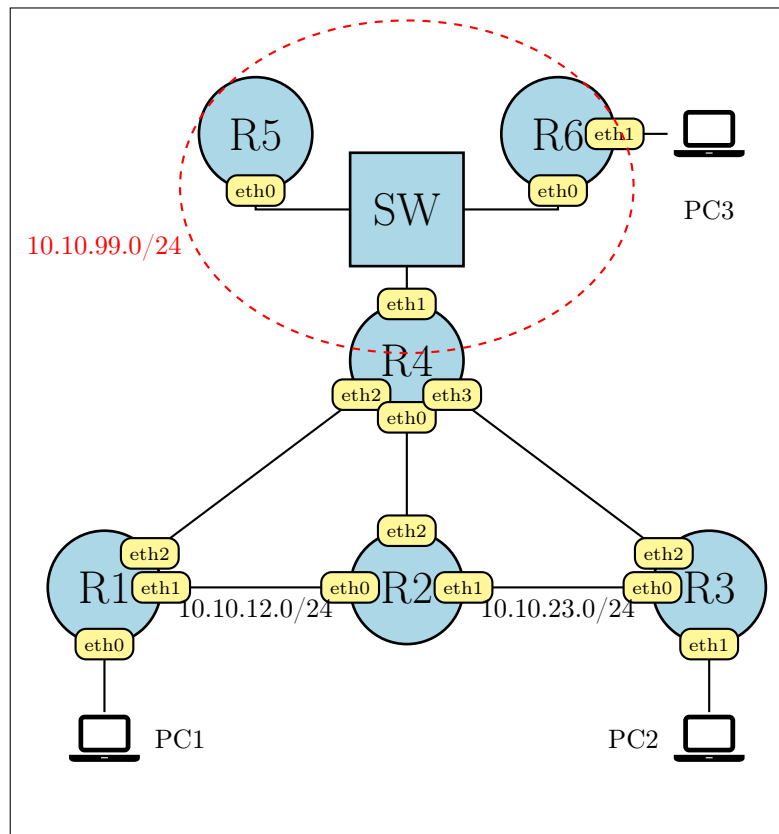 R5
R6
eth1
eth0
eth0
SW
PC3
10.10.99.0/24
eth1
R4
eth2
eth3
eth0
eth2
eth2
eth2
R1
eth1
eth0
R2
eth1
eth0
R3
10.10.12.0/24
10.10.23.0/24
eth0
eth1
PC1
PC2